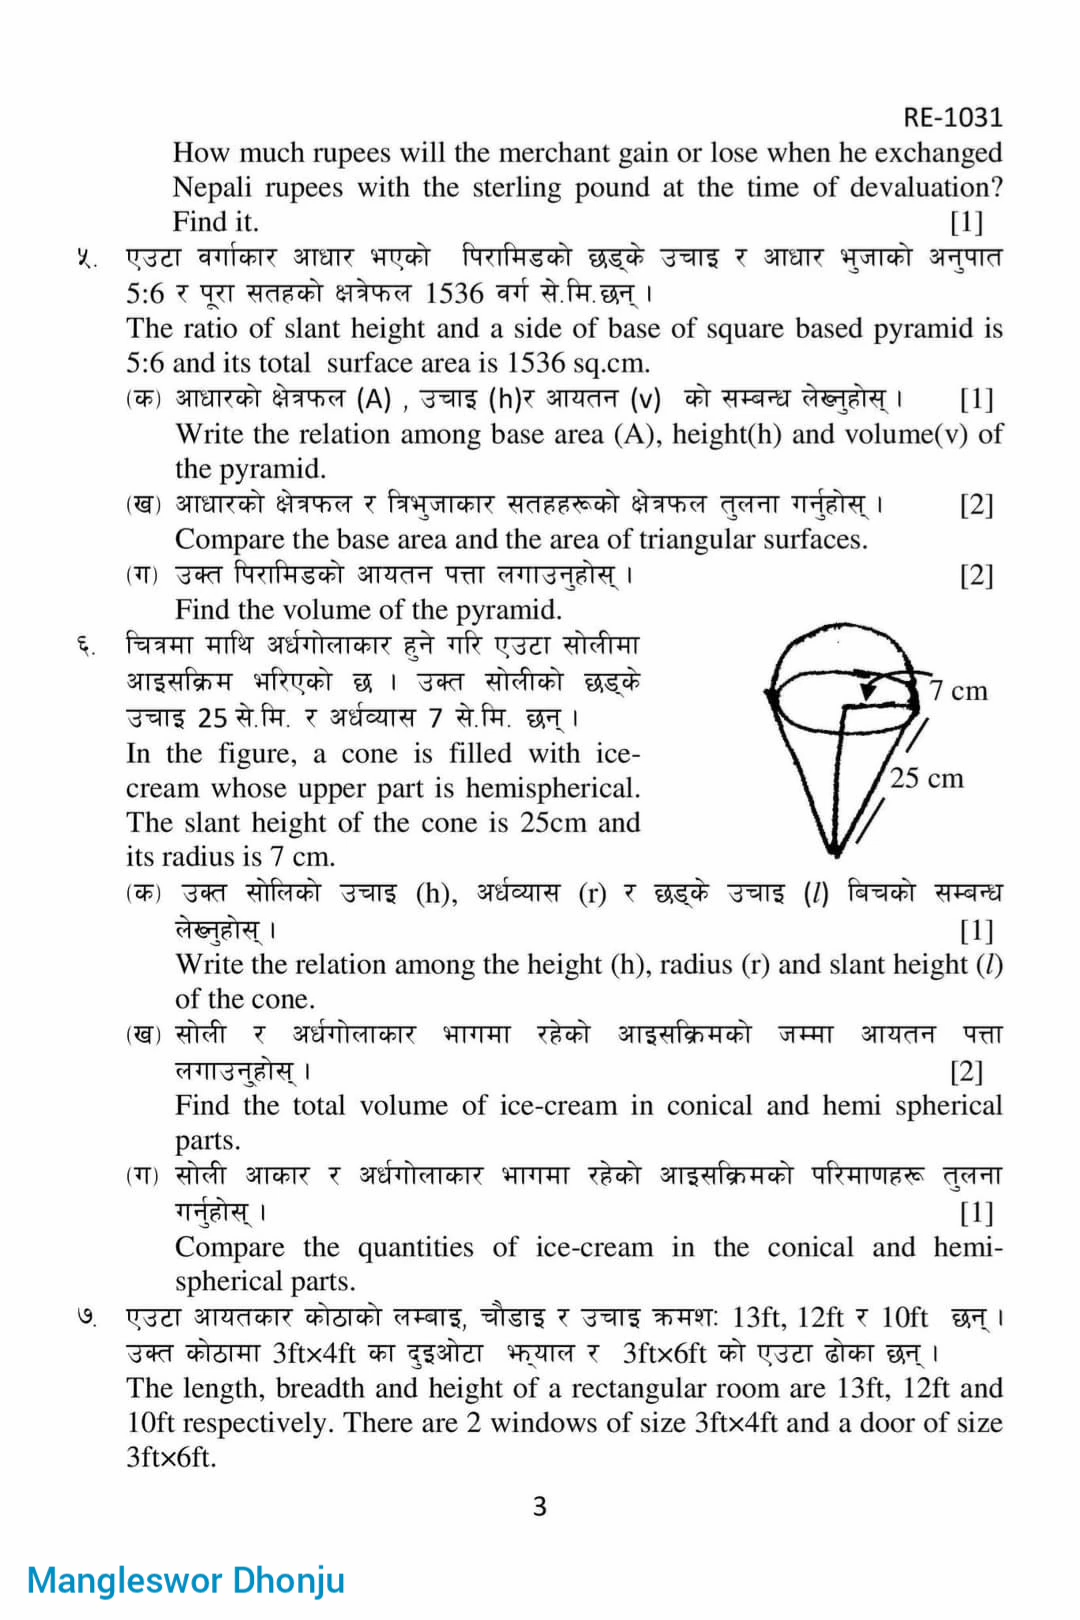 RE-1031
How much rupees will the merchant gain or lose when he exchanged
Nepali rupees with the sterling pound at the time of devaluation?
Find it. [1]
५. एउटा वर्गाकार आधार भएको पिरामिडको छड्के उचाइ र आधार भुजाको अनुपात
5:6 र पूरा सतहको क्षत्रेफल 1536 वर्ग से.मि.छन् ।
The ratio of slant height and a side of base of square based pyramid is
5:6 and its total surface area is 1536 sq.cm.
(क) आधारको क्षेत्रफल (A) , उचाइ (h)र आयतन (v) को सम्बन्ध लेख्नुहोस् । [1]
Write the relation among base area (A), height(h) and volume(v) of
the pyramid.
(ख) आधारको क्षेत्रफल र त्रिभुजाकार सतहहरूको क्षेत्रफल तुलना गर्नुहोस् । [2]
Compare the base area and the area of triangular surfaces.
(ग) उक्त पिरामिडको आयतन पत्ता लगाउनुहोस् । [2]
Find the volume of the pyramid.
६. चित्रमा माथि अर्धगोलाकार हुने गरि एउटा सोलीमा
आइसक्रिम भरिएको छ । उक्त सोलीको छड्के
उचाइ 25 से.मि. र अर्धव्यास 7 से.मि. छन् ।
In the figure, a cone is filled with ice-
cream whose upper part is hemispherical.
The slant height of the cone is 25cm and
its radius is 7 cm.
7 cm
25 cm
(क) उक्त सोलिको उचाइ (h), अर्धव्यास (r) र छड्के उचाइ (l) बिचको सम्बन्ध
लेख्नुहोस् । [1]
Write the relation among the height (h), radius (r) and slant height (l)
of the cone.
(ख) सोली र अर्धगोलाकार भागमा रहेको आइसक्रिमको जम्मा आयतन पत्ता
लगाउनुहोस् । [2]
Find the total volume of ice-cream in conical and hemi spherical
parts.
(ग) सोली आकार र अर्धगोलाकार भागमा रहेको आइसक्रिमको परिमाणहरू तुलना
गर्नुहोस् । [1]
Compare the quantities of ice-cream in the conical and hemi-
spherical parts.
७. एउटा आयतकार कोठाको लम्बाइ, चौडाइ र उचाइ क्रमश: 13ft, 12ft र 10ft छन् ।
उक्त कोठामा 3ft×4ft का दुइओटा झ्याल र 3ft×6ft को एउटा ढोका छन् ।
The length, breadth and height of a rectangular room are 13ft, 12ft and
10ft respectively. There are 2 windows of size 3ft×4ft and a door of size
3ft×6ft.
3
Mangleswor Dhonju